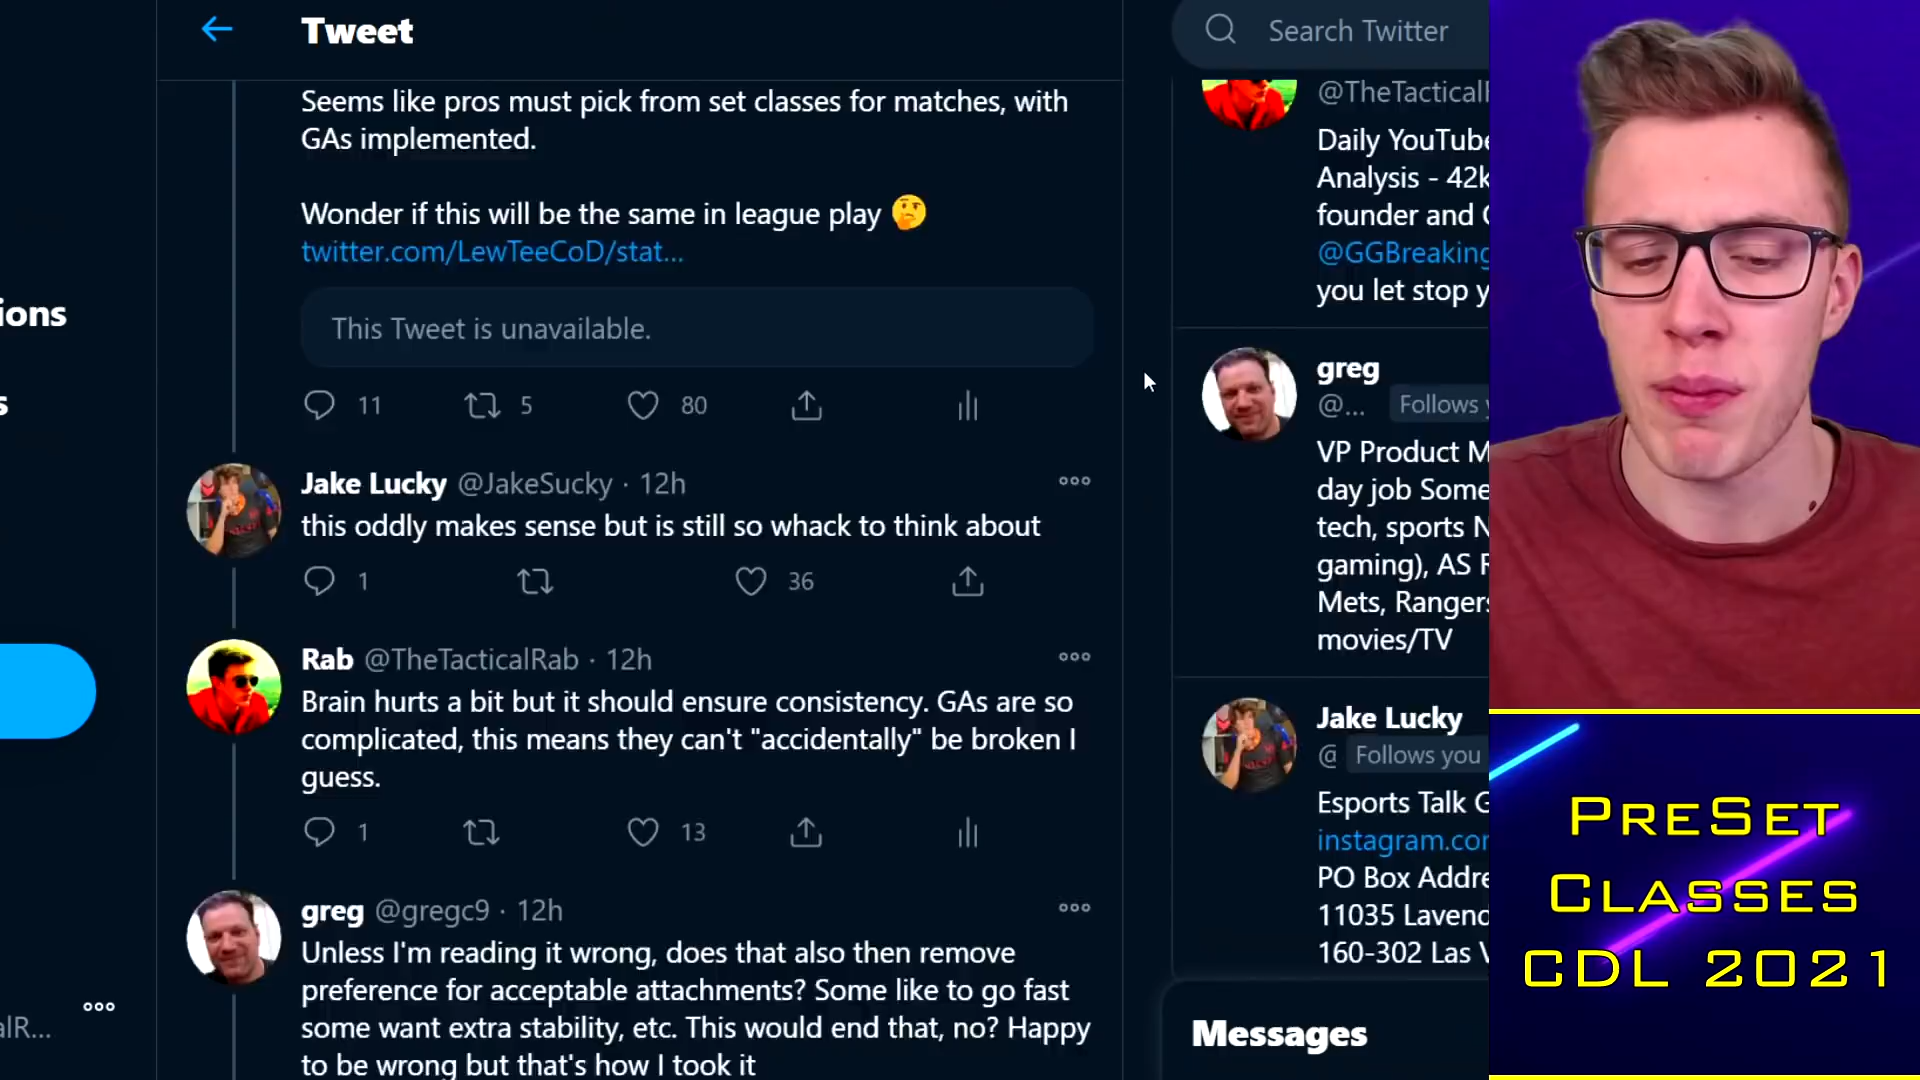 Tweet
Search Twitter
Seems like pros must pick from set classes for matches, with
GAs implemented.
Wonder if this will be the same in league play 🤔
twitter.com/LewTeeCoD/stat...
This Tweet is unavailable.
11 5 80
Jake Lucky @JakeSucky · 12h
this oddly makes sense but is still so whack to think about
1 36
Rab @TheTacticalRab · 12h
Brain hurts a bit but it should ensure consistency. GAs are so
complicated, this means they can't "accidentally" be broken I
guess.
1 13
greg @gregc9 · 12h
Unless I'm reading it wrong, does that also then remove
preference for acceptable attachments? Some like to go fast
some want extra stability, etc. This would end that, no? Happy
to be wrong but that's how I took it
ions
s
alR...
@TheTactical
Daily YouTube
Analysis - 42k
founder and
@GGBreaking
you let stop y
greg
@... Follows y
VP Product M
day job Some
tech, sports N
gaming), AS R
Mets, Rangers
movies/TV
Jake Lucky
@ Follows you
Esports Talk G
instagram.cor
PO Box Addre
11035 Lavend
160-302 Las V
Messages
PreSet
Classes
CDL 2021